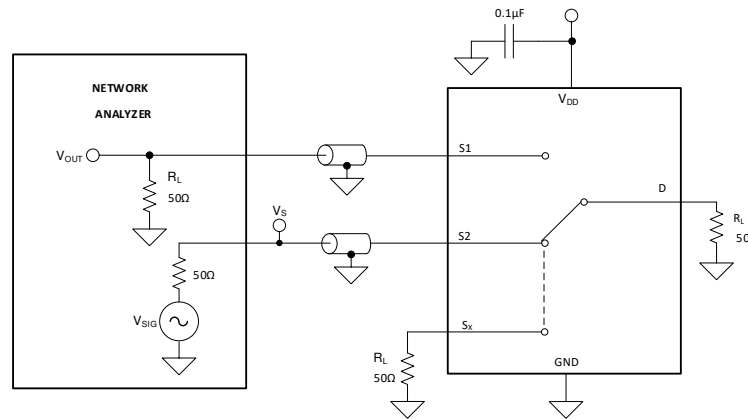 0.1µF
NETWORK
ANALYZER
VDD
VOUT
S1
RL
50Ω
VS
D
RL
50
S2
50Ω
VSIG
SX
RL
50Ω
GND